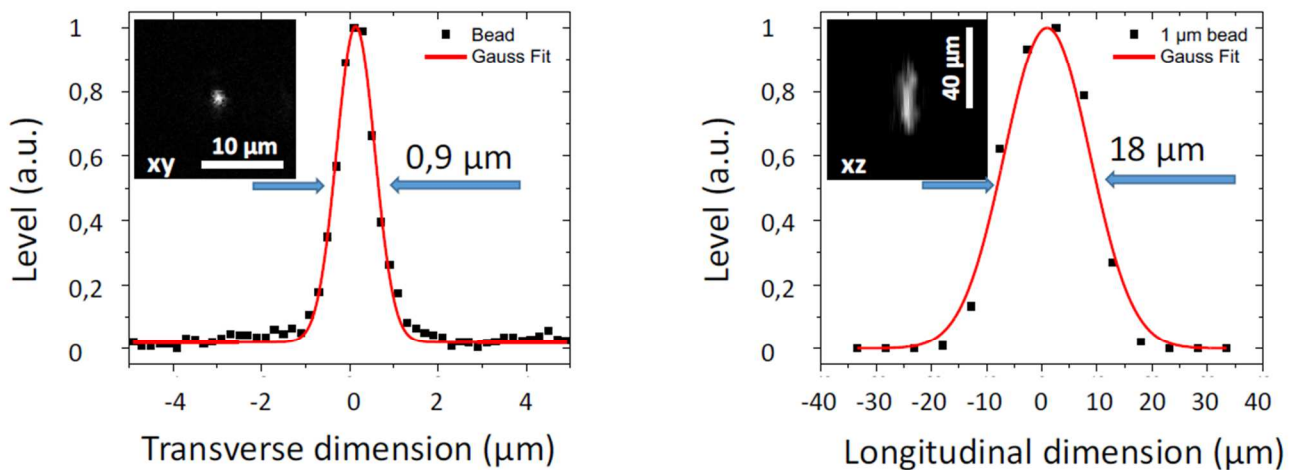 1
0,8
0,6
0,4
0,2
0
Level (a.u.)
-4
-2
0
2
4
Transverse dimension (µm)
Bead
Gauss Fit
xy
10 µm
0,9 µm
1
0,8
0,6
0,4
0,2
0
Level (a.u.)
-40
-30
-20
-10
0
10
20
30
40
Longitudinal dimension (µm)
1 µm bead
Gauss Fit
xz
40 µm
18 µm